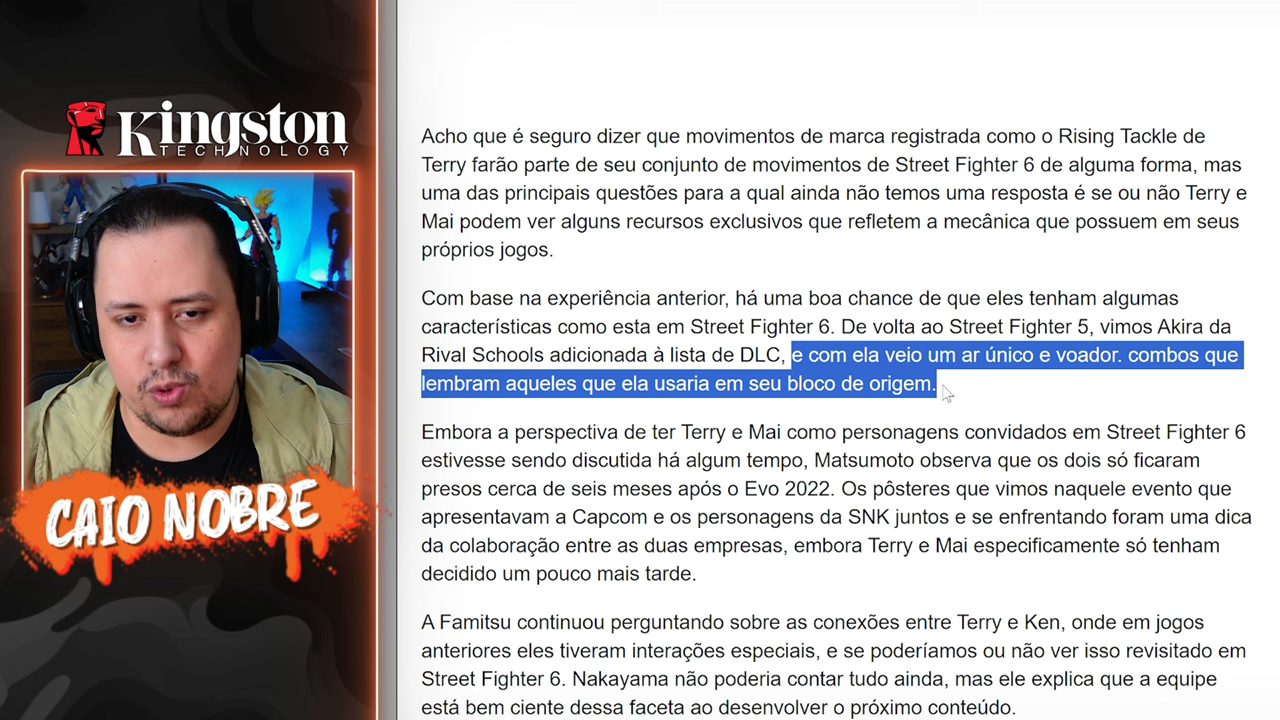 Kingston
TECHNOLOGY
CAIO NOBRE
Acho que é seguro dizer que movimentos de marca registrada como o Rising Tackle de
Terry farão parte de seu conjunto de movimentos de Street Fighter 6 de alguma forma, mas
uma das principais questões para a qual ainda não temos uma resposta é se ou não Terry e
Mai podem ver alguns recursos exclusivos que refletem a mecânica que possuem em seus
próprios jogos.
Com base na experiência anterior, há uma boa chance de que eles tenham algumas
características como esta em Street Fighter 6. De volta ao Street Fighter 5, vimos Akira da
Rival Schools adicionada à lista de DLC, e com ela veio um ar único e voador. combos que
lembram aqueles que ela usaria em seu bloco de origem.
Embora a perspectiva de ter Terry e Mai como personagens convidados em Street Fighter 6
estivesse sendo discutida há algum tempo, Matsumoto observa que os dois só ficaram
presos cerca de seis meses após o Evo 2022. Os pôsteres que vimos naquele evento que
apresentavam a Capcom e os personagens da SNK juntos e se enfrentando foram uma dica
da colaboração entre as duas empresas, embora Terry e Mai especificamente só tenham
decidido um pouco mais tarde.
A Famitsu continuou perguntando sobre as conexões entre Terry e Ken, onde em jogos
anteriores eles tiveram interações especiais, e se poderíamos ou não ver isso revisitado em
Street Fighter 6. Nakayama não poderia contar tudo ainda, mas ele explica que a equipe
está bem ciente dessa faceta ao desenvolver o próximo conteúdo.